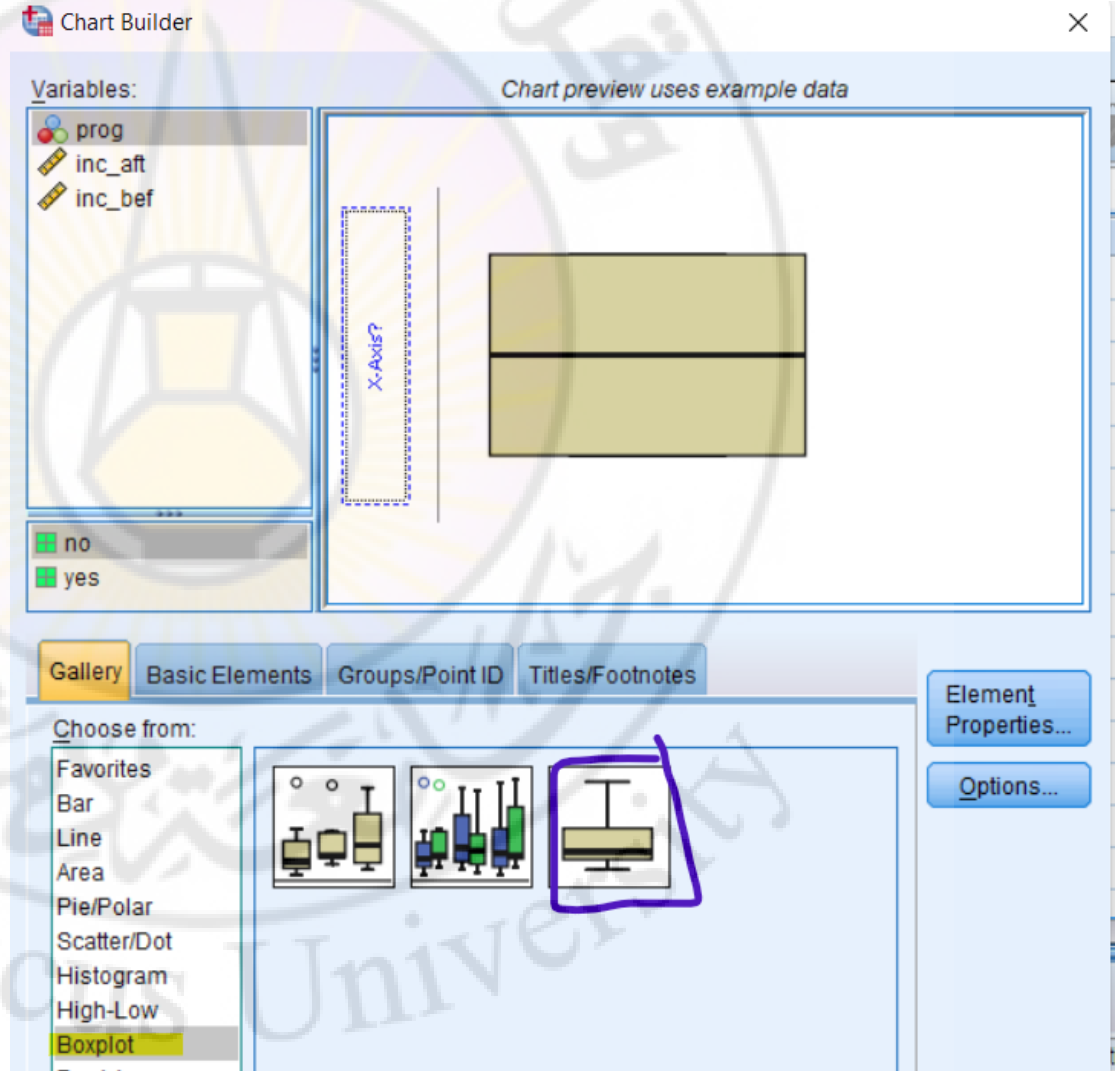 Chart Builder
Variables:
Chart preview uses example data
prog
inc_aft
inc_bef
X-Axis?
no
yes
Gallery
Basic Elements
Groups/Point ID
Titles/Footnotes
Element
Properties...
Options...
Choose from:
Favorites
Bar
Line
Area
Pie/Polar
Scatter/Dot
Histogram
High-Low
Boxplot
University